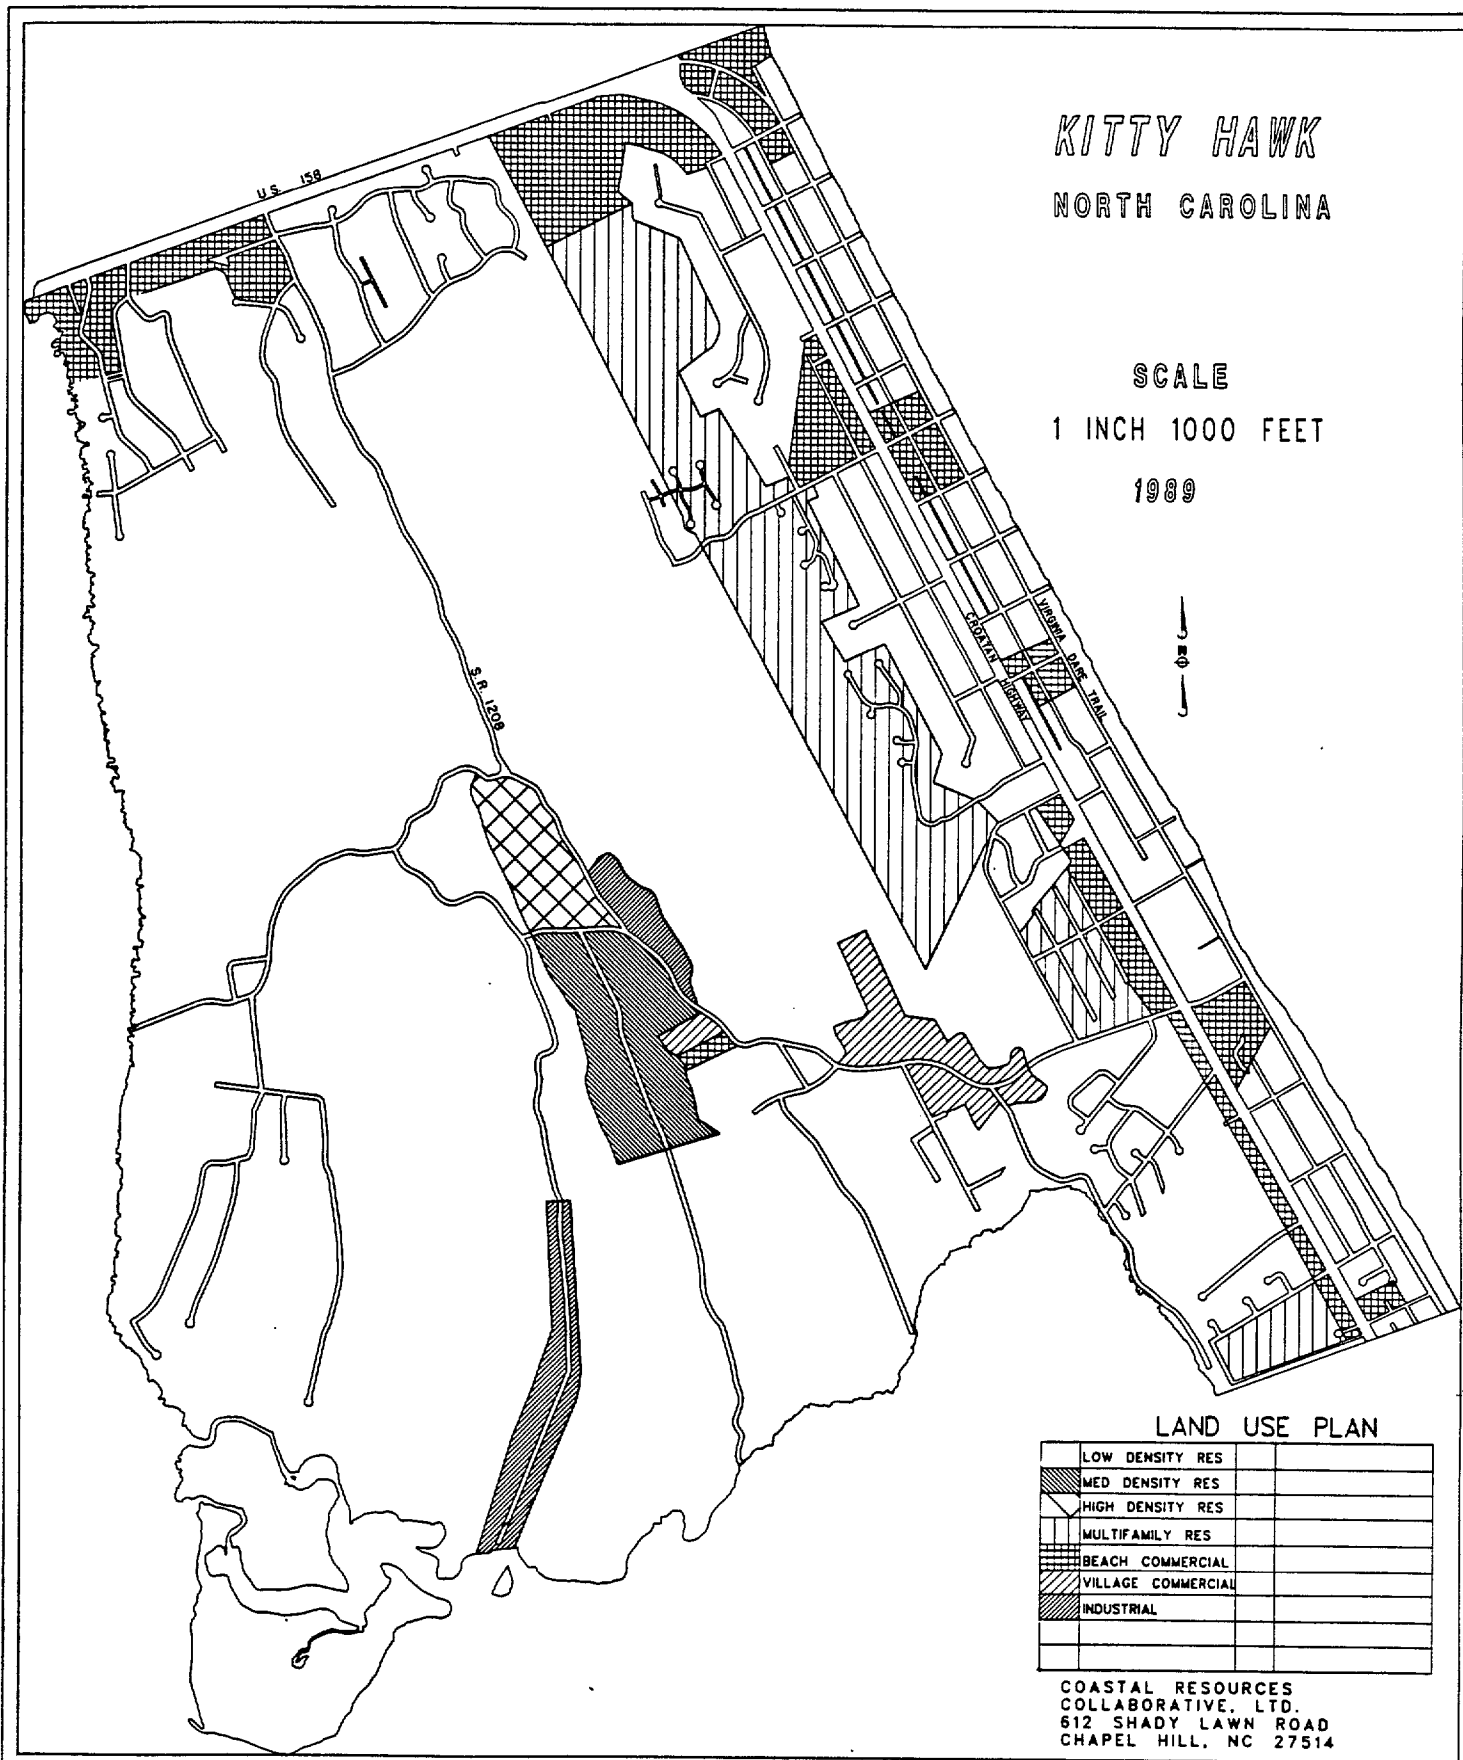 KITTY HAWK
NORTH CAROLINA
SCALE
1 INCH 1000 FEET
1989
N
U.S. 158
S.R. 1208
CROATAN HIGHWAY
VIRGINIA DARE TRAIL
LAND USE PLAN
LOW DENSITY RES
MED DENSITY RES
HIGH DENSITY RES
MULTIFAMILY RES
BEACH COMMERCIAL
VILLAGE COMMERCIAL
INDUSTRIAL
COASTAL RESOURCES
COLLABORATIVE, LTD.
612 SHADY LAWN ROAD
CHAPEL HILL, NC 27514